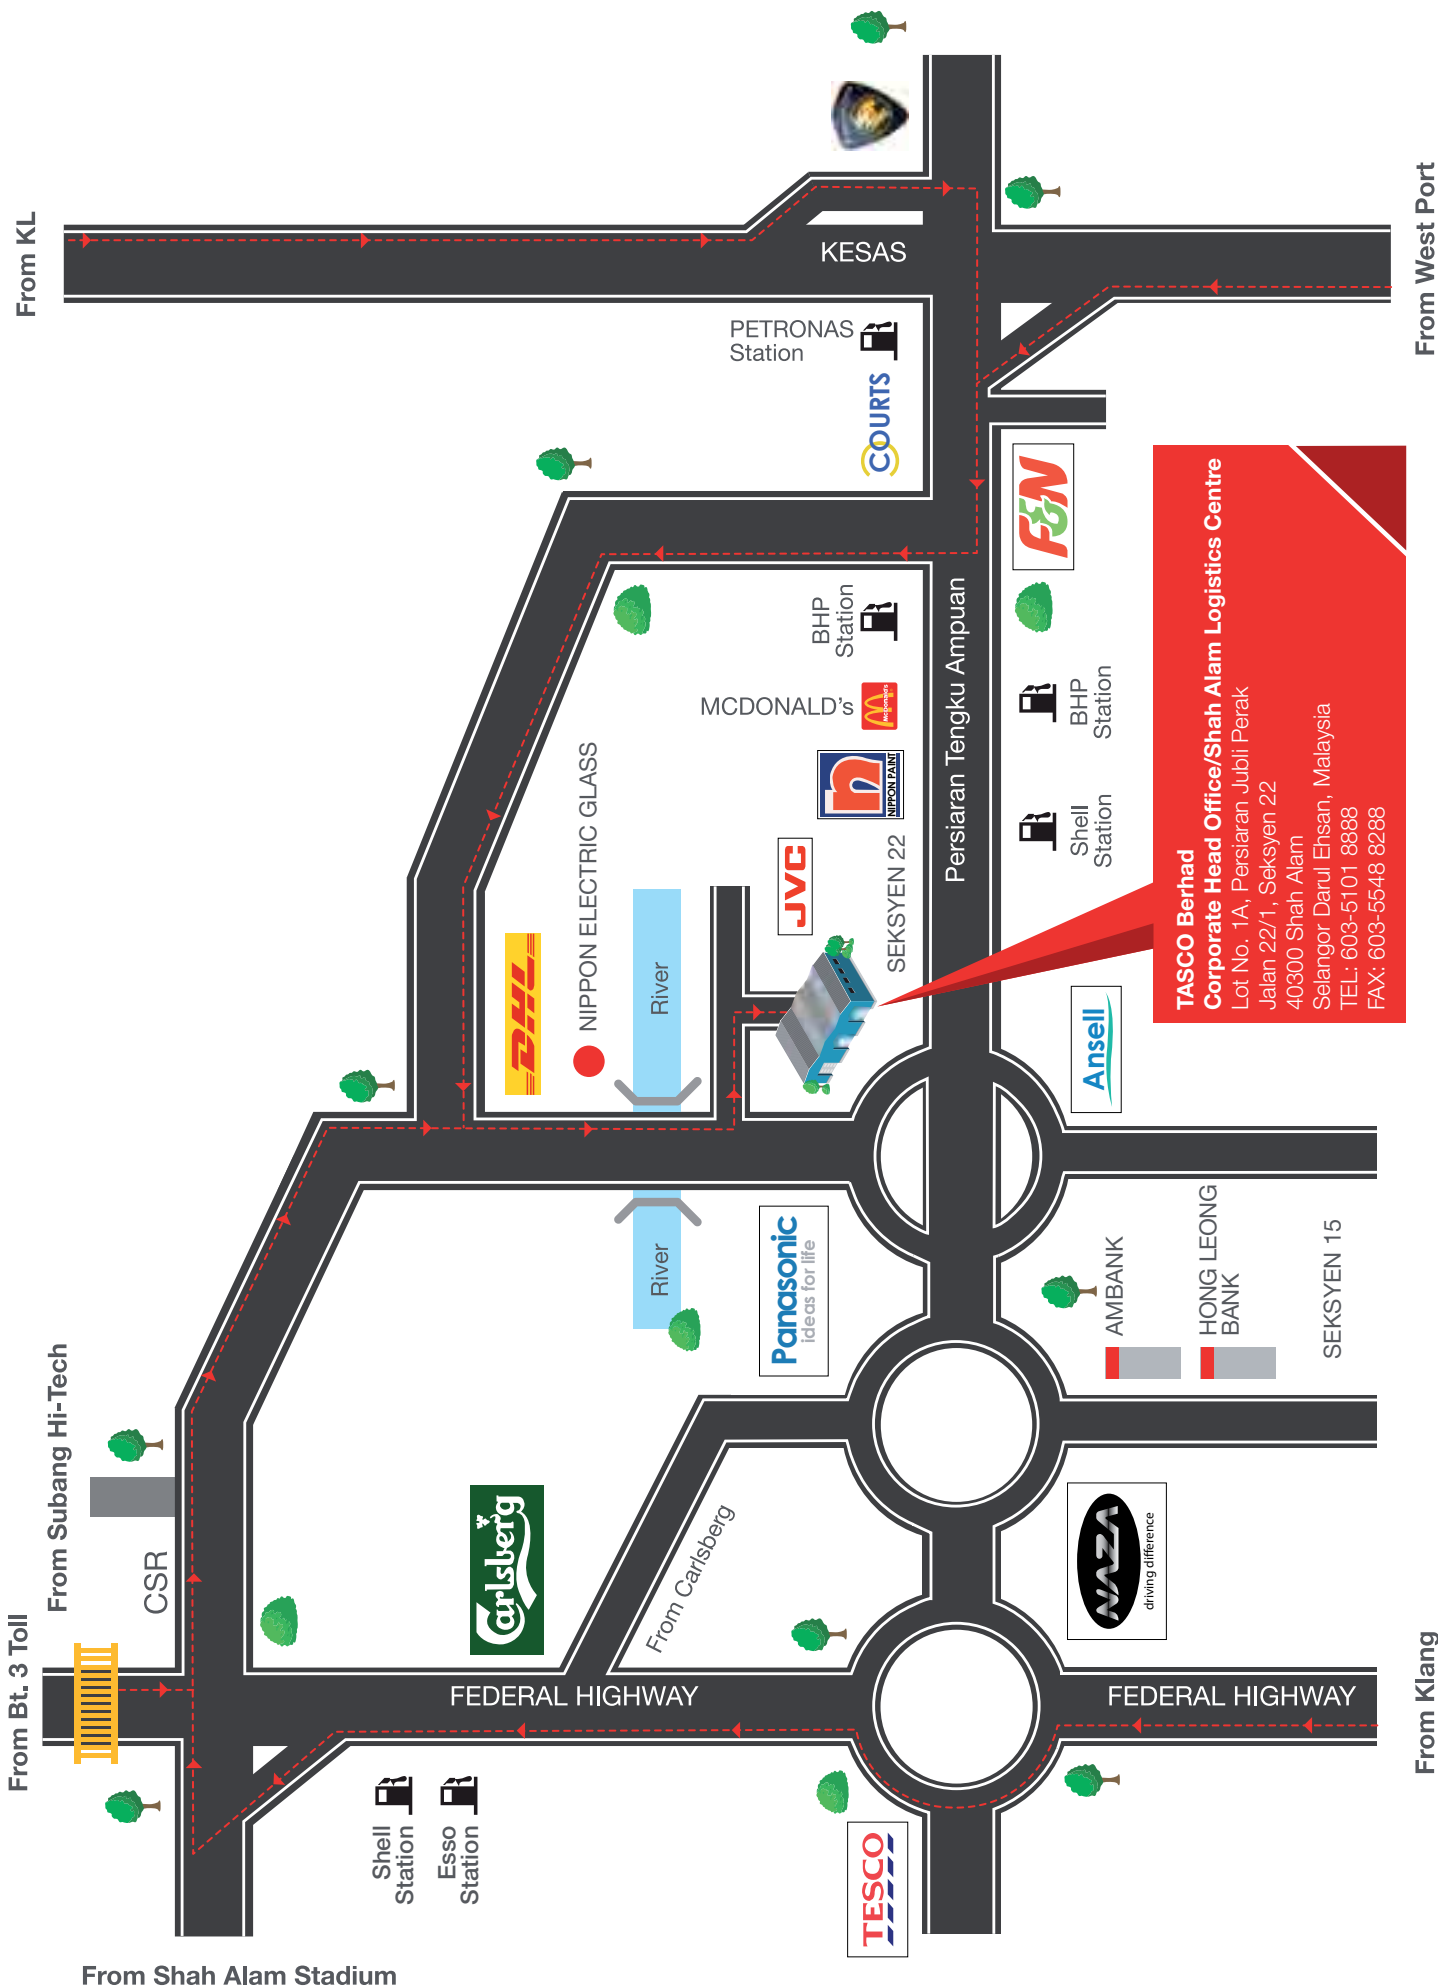 From Shah Alam Stadium
From Bt. 3 Toll
From Subang Hi-Tech
From KL
CSR
Shell
Station
Esso
Station
FEDERAL HIGHWAY
Carlsberg
From Carlsberg
River
River
DHL
NIPPON ELECTRIC GLASS
Panasonic
ideas for life
JVC
n
NIPPON PAINT
SEKSYEN 22
MCDONALD's
McDonald's
BHP
Station
PETRONAS
Station
COURTS
KESAS
TESCO
Persiaran Tengku Ampuan
FEDERAL HIGHWAY
NAZA
driving difference
AMBANK
HONG LEONG
BANK
SEKSYEN 15
Ansell
Shell
Station
BHP
Station
F&N
TASCO Berhad
Corporate Head Office/Shah Alam Logistics Centre
Lot No. 1A, Persiaran Jubli Perak
Jalan 22/1, Seksyen 22
40300 Shah Alam
Selangor Darul Ehsan, Malaysia
TEL: 603-5101 8888
FAX: 603-5548 8288
From Klang
From West Port